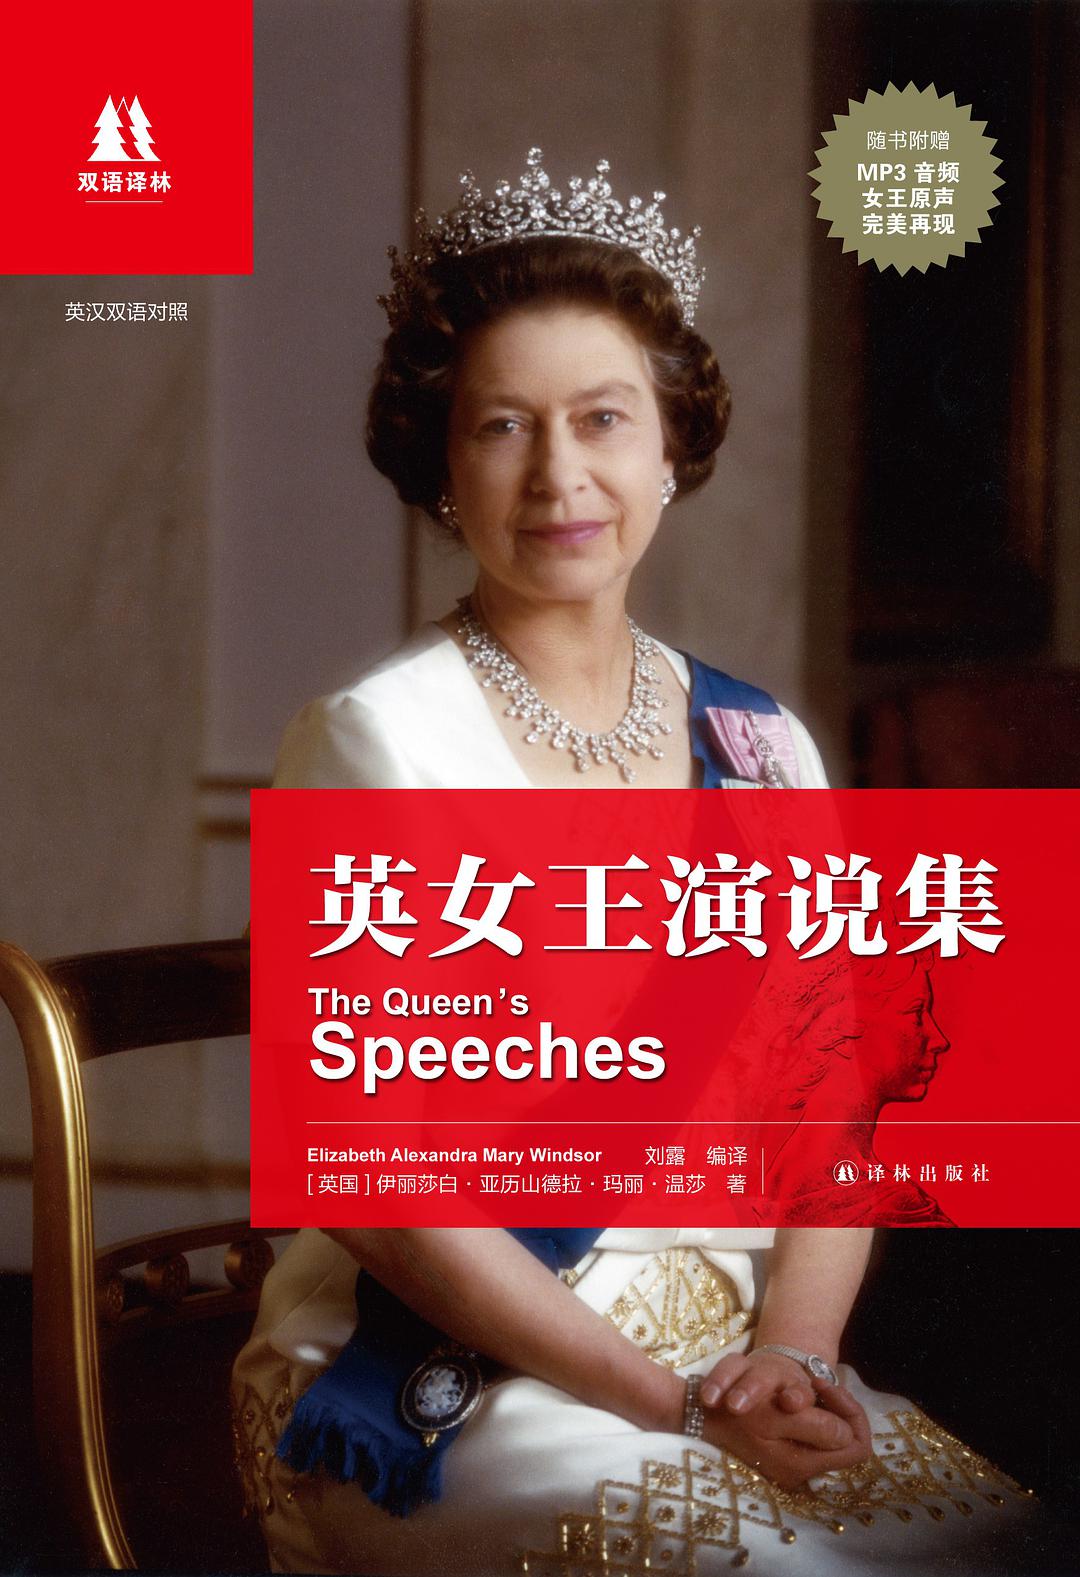 双语译林
英汉双语对照
随书附赠
MP3 音频
女王原声
完美再现
英女王演说集
The Queen's
Speeches
Elizabeth Alexandra Mary Windsor 刘露 编译
[ 英国 ] 伊丽莎白·亚历山德拉·玛丽·温莎 著
译林出版社